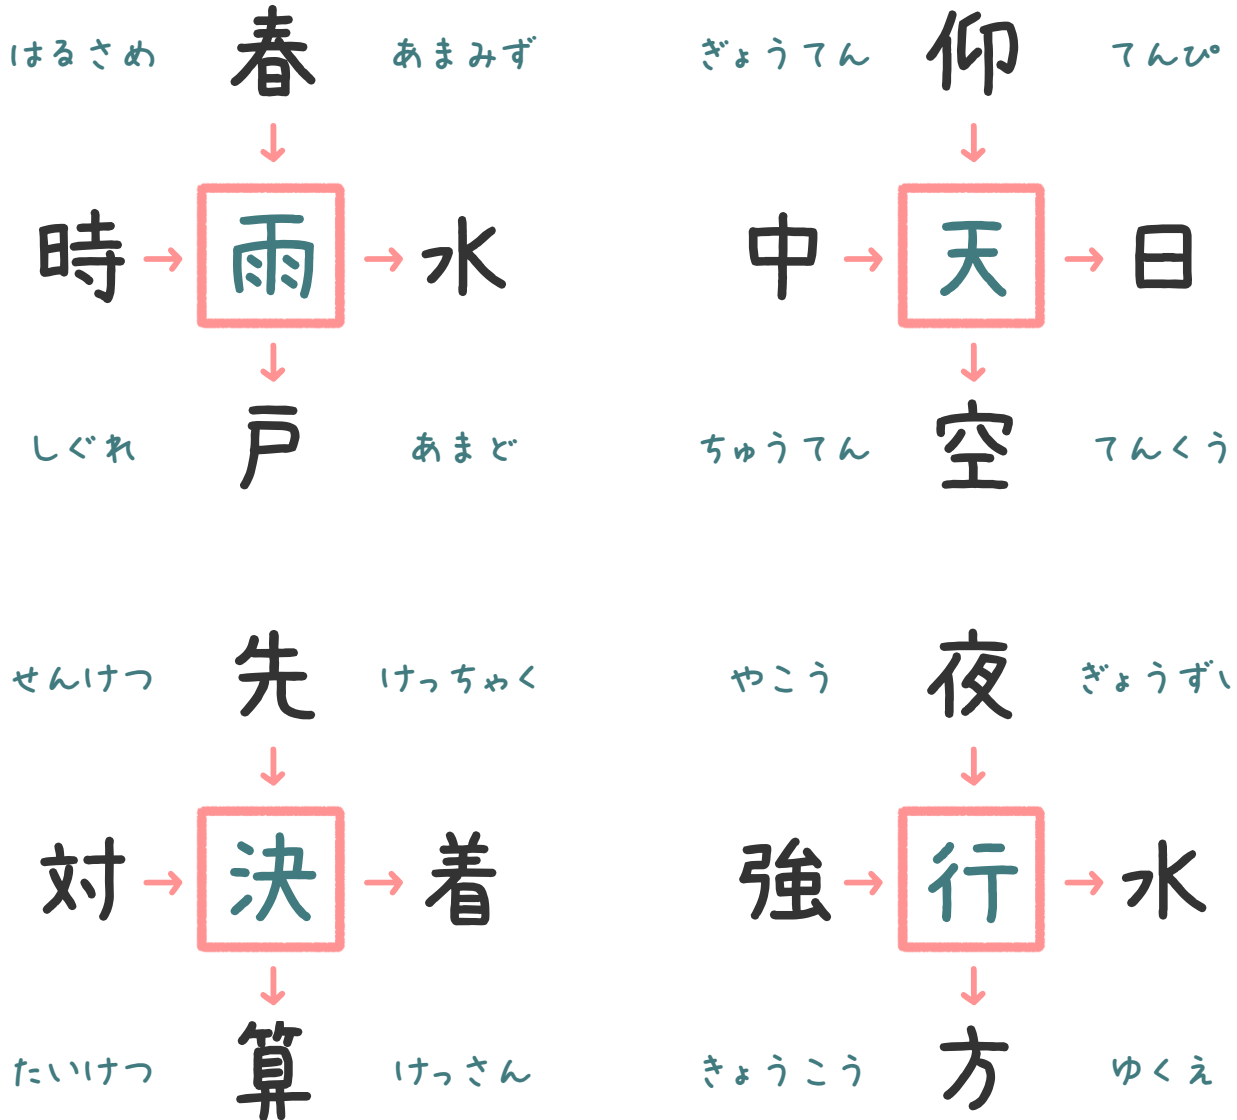 はるさめ 春 あまみず
↓
時 → 雨 → 水
↓
しぐれ 戸 あまど
ぎょうてん 仰 てんぴ
↓
中 → 天 → 日
↓
ちゅうてん 空 てんくう
せんけつ 先 けっちゃく
↓
対 → 決 → 着
↓
たいけつ 算 けっさん
やこう 夜 ぎょうずい
↓
強 → 行 → 水
↓
きょうこう 方 ゆくえ